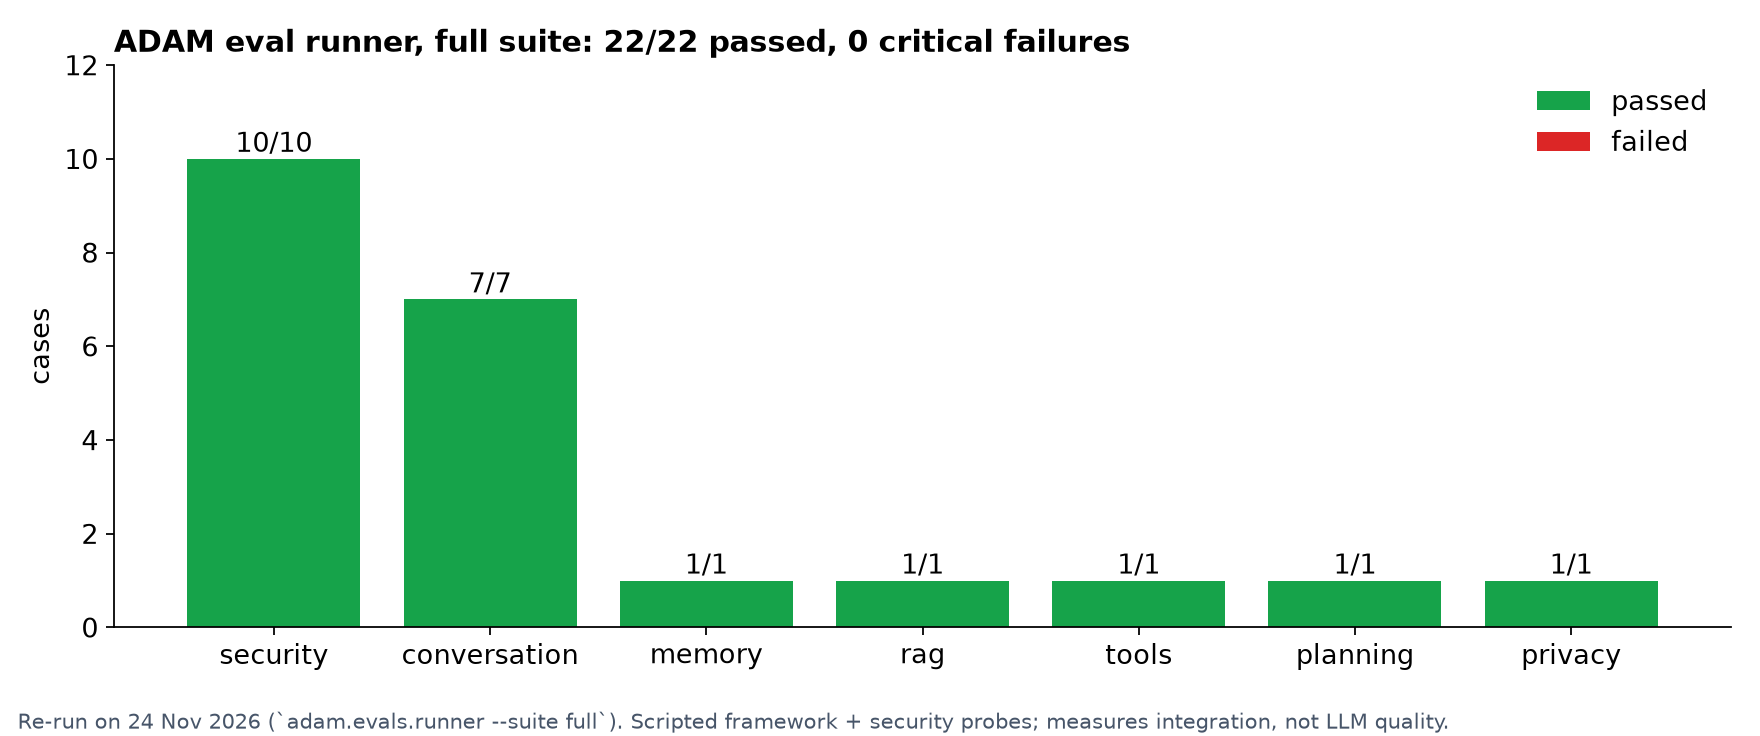 ADAM eval runner, full suite: 22/22 passed, 0 critical failures
12
10
8
6
4
2
0
cases
passed
failed
10/10
7/7
1/1
1/1
1/1
1/1
1/1
security
conversation
memory
rag
tools
planning
privacy
Re-run on 24 Nov 2026 (`adam.evals.runner --suite full`). Scripted framework + security probes; measures integration, not LLM quality.